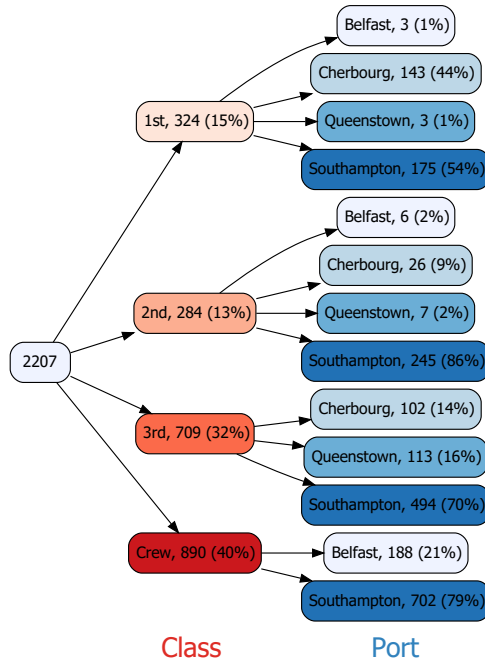 Belfast, 3 (1%)
Cherbourg, 143 (44%)
1st, 324 (15%)
Queenstown, 3 (1%)
Southampton, 175 (54%)
Belfast, 6 (2%)
Cherbourg, 26 (9%)
2nd, 284 (13%)
Queenstown, 7 (2%)
2207
Southampton, 245 (86%)
Cherbourg, 102 (14%)
3rd, 709 (32%)
Queenstown, 113 (16%)
Southampton, 494 (70%)
Crew, 890 (40%)
Belfast, 188 (21%)
Southampton, 702 (79%)
Class
Port